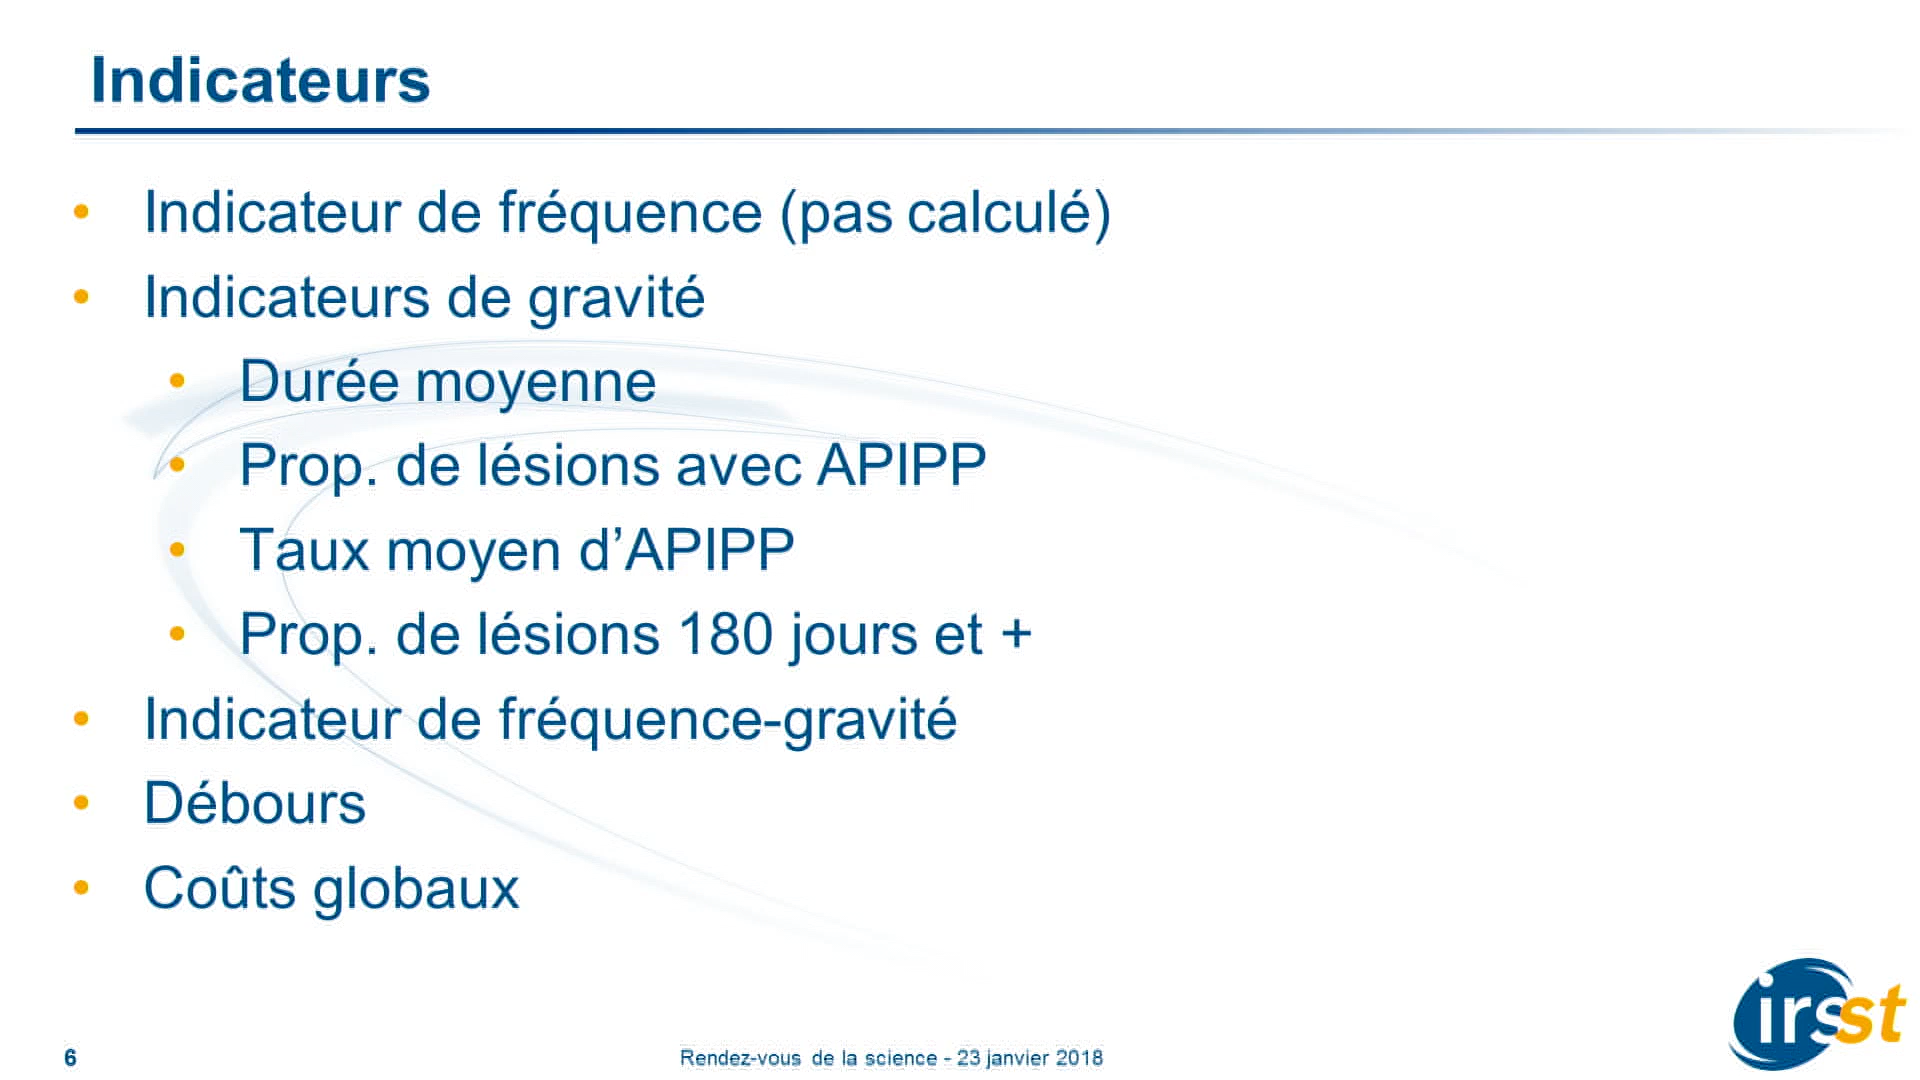 Indicateurs
• Indicateur de fréquence (pas calculé)
• Indicateurs de gravité
• Durée moyenne
• Prop. de lésions avec APIPP
• Taux moyen d’APIPP
• Prop. de lésions 180 jours et +
• Indicateur de fréquence-gravité
• Débours
• Coûts globaux
irsst
6
Rendez-vous de la science - 23 janvier 2018